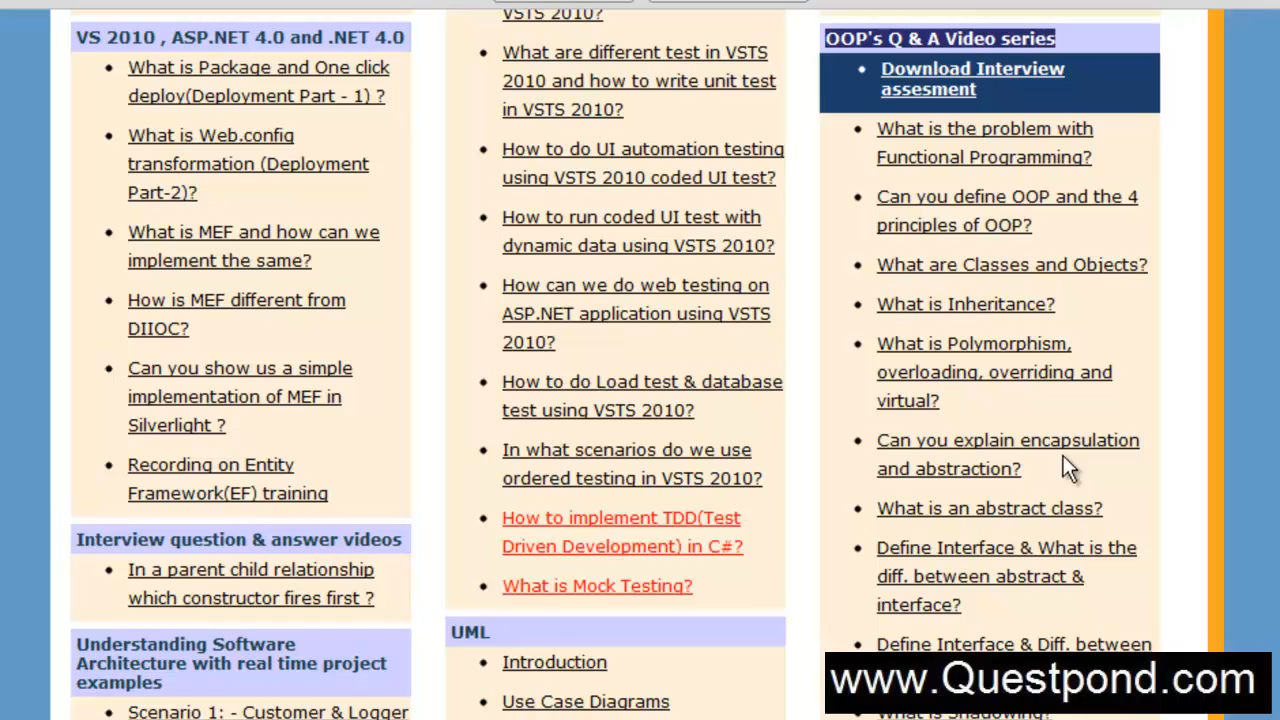 VS 2010 , ASP.NET 4.0 and .NET 4.0
What is Package and One click
deploy(Deployment Part - 1) ?
What is Web.config
transformation (Deployment
Part-2)?
What is MEF and how can we
implement the same?
How is MEF different from
DIIOC?
Can you show us a simple
implementation of MEF in
Silverlight ?
Recording on Entity
Framework(EF) training
Interview question & answer videos
In a parent child relationship
which constructor fires first ?
Understanding Software
Architecture with real time project
examples
Scenario 1: - Customer & Logger
VSTS 2010?
What are different test in VSTS
2010 and how to write unit test
in VSTS 2010?
How to do UI automation testing
using VSTS 2010 coded UI test?
How to run coded UI test with
dynamic data using VSTS 2010?
How can we do web testing on
ASP.NET application using VSTS
2010?
How to do Load test & database
test using VSTS 2010?
In what scenarios do we use
ordered testing in VSTS 2010?
How to implement TDD(Test
Driven Development) in C#?
What is Mock Testing?
UML
Introduction
Use Case Diagrams
OOP's Q & A Video series
Download Interview
assesment
What is the problem with
Functional Programming?
Can you define OOP and the 4
principles of OOP?
What are Classes and Objects?
What is Inheritance?
What is Polymorphism,
overloading, overriding and
virtual?
Can you explain encapsulation
and abstraction?
What is an abstract class?
Define Interface & What is the
diff. between abstract &
interface?
Define Interface & Diff. between
What is Shadowing?
www.Questpond.com